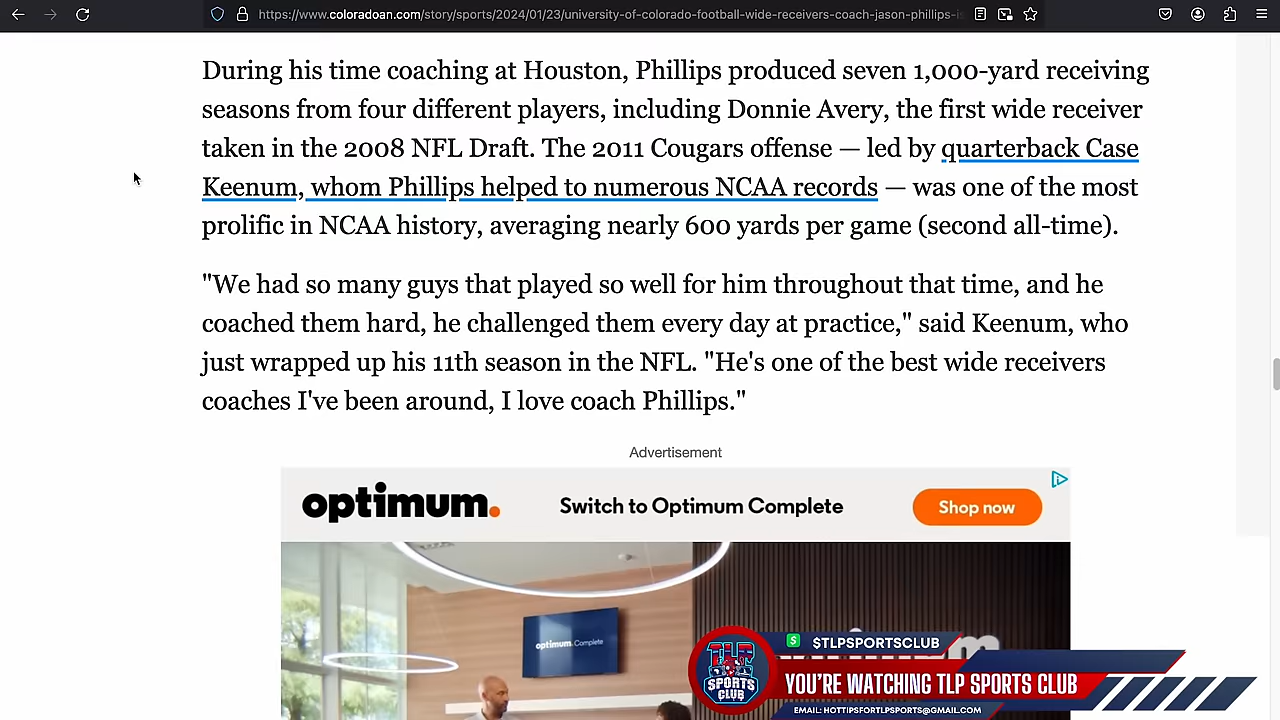 https://www.coloradoan.com/story/sports/2024/01/23/university-of-colorado-football-wide-receivers-coach-jason-phillips-is
During his time coaching at Houston, Phillips produced seven 1,000-yard receiving
seasons from four different players, including Donnie Avery, the first wide receiver
taken in the 2008 NFL Draft. The 2011 Cougars offense — led by quarterback Case
Keenum, whom Phillips helped to numerous NCAA records — was one of the most
prolific in NCAA history, averaging nearly 600 yards per game (second all-time).
"We had so many guys that played so well for him throughout that time, and he
coached them hard, he challenged them every day at practice," said Keenum, who
just wrapped up his 11th season in the NFL. "He's one of the best wide receivers
coaches I've been around, I love coach Phillips."
Advertisement
optimum.
Switch to Optimum Complete
Shop now
optimum. Complete
$TLPSPORTSCLUB
TLP
SPORTS
CLUB
YOU'RE WATCHING TLP SPORTS CLUB
EMAIL: HOTTIPSFORTLPSPORTS@GMAIL.COM